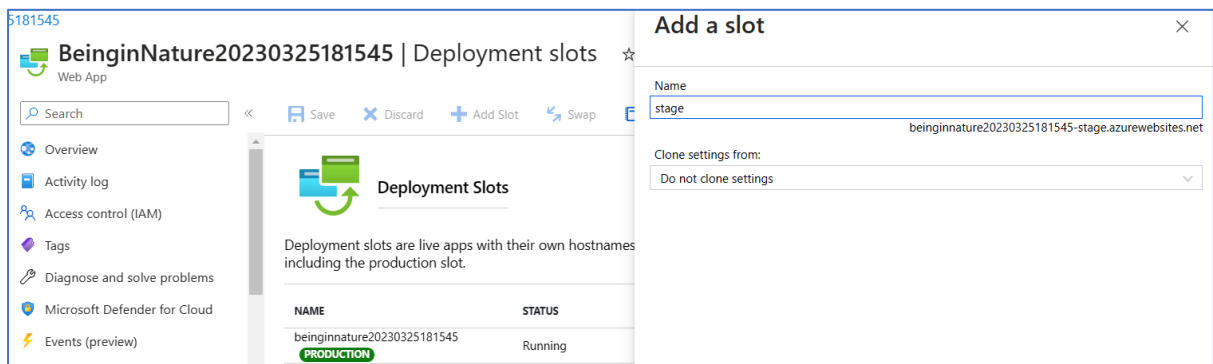 5181545
BeinginNature20230325181545 | Deployment slots
Web App
Search
Save Discard Add Slot Swap
Overview
Activity log
Access control (IAM)
Tags
Diagnose and solve problems
Microsoft Defender for Cloud
Events (preview)
Deployment Slots
Deployment slots are live apps with their own hostnames
including the production slot.
NAME STATUS
beinginnature20230325181545 Running
PRODUCTION
Add a slot
Name
stage
beinginnature20230325181545-stage.azurewebsites.net
Clone settings from:
Do not clone settings